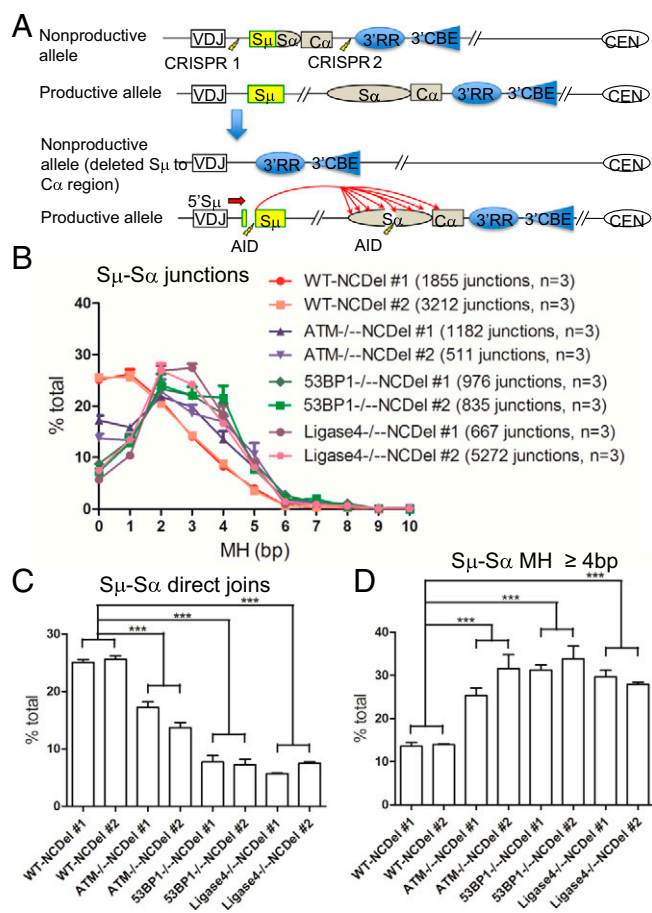 A
Nonproductive allele
VDJ Sμ Sα Cα 3'RR 3'CBE CEN
CRISPR 1 CRISPR 2
Productive allele
VDJ Sμ Sα Cα 3'RR 3'CBE CEN
Nonproductive
allele (deleted Sμ to
Cα region)
VDJ 3'RR 3'CBE CEN
5'Sμ
Productive allele
VDJ Sμ Sα Cα 3'RR 3'CBE CEN
AID AID
B
Sμ-Sα junctions
WT-NCDel #1 (1855 junctions, n=3)
WT-NCDel #2 (3212 junctions, n=3)
ATM-/--NCDel #1 (1182 junctions, n=3)
ATM-/--NCDel #2 (511 junctions, n=3)
53BP1-/--NCDel #1 (976 junctions, n=3)
53BP1-/--NCDel #2 (835 junctions, n=3)
Ligase4-/--NCDel #1 (667 junctions, n=3)
Ligase4-/--NCDel #2 (5272 junctions, n=3)
% total
40
30
20
10
0
0 1 2 3 4 5 6 7 8 9 10
MH (bp)
C
Sμ-Sα direct joins
***
***
***
% total
30
20
10
0
WT-NCDel #1
WT-NCDel #2
ATM-/--NCDel #1
ATM-/--NCDel #2
53BP1-/--NCDel #1
53BP1-/--NCDel #2
Ligase4-/--NCDel #1
Ligase4-/--NCDel #2
D
Sμ-Sα MH ≥ 4bp
***
***
***
% total
40
30
20
10
0
WT-NCDel #1
WT-NCDel #2
ATM-/--NCDel #1
ATM-/--NCDel #2
53BP1-/--NCDel #1
53BP1-/--NCDel #2
Ligase4-/--NCDel #1
Ligase4-/--NCDel #2